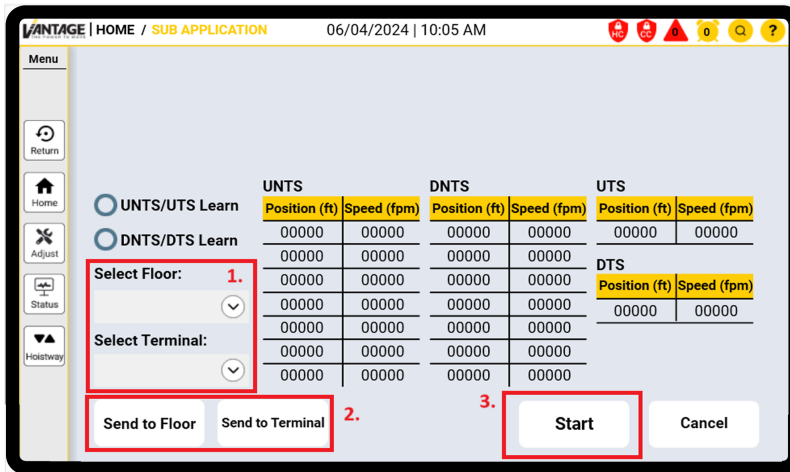 VANTAGE | HOME / SUB APPLICATION 06/04/2024 | 10:05 AM HC CC 0 0 ?
THE POWER TO MOVE
Menu
Return
Home
Adjust
Status
Hoistway
UNTS/UTS Learn
DNTS/DTS Learn
Select Floor: 1.
Select Terminal:
UNTS
Position (ft) Speed (fpm)
00000 00000
00000 00000
00000 00000
00000 00000
00000 00000
00000 00000
00000 00000
DNTS
Position (ft) Speed (fpm)
00000 00000
00000 00000
00000 00000
00000 00000
00000 00000
00000 00000
00000 00000
UTS
Position (ft) Speed (fpm)
00000 00000
DTS
Position (ft) Speed (fpm)
00000 00000
Send to Floor Send to Terminal 2.
3. Start Cancel